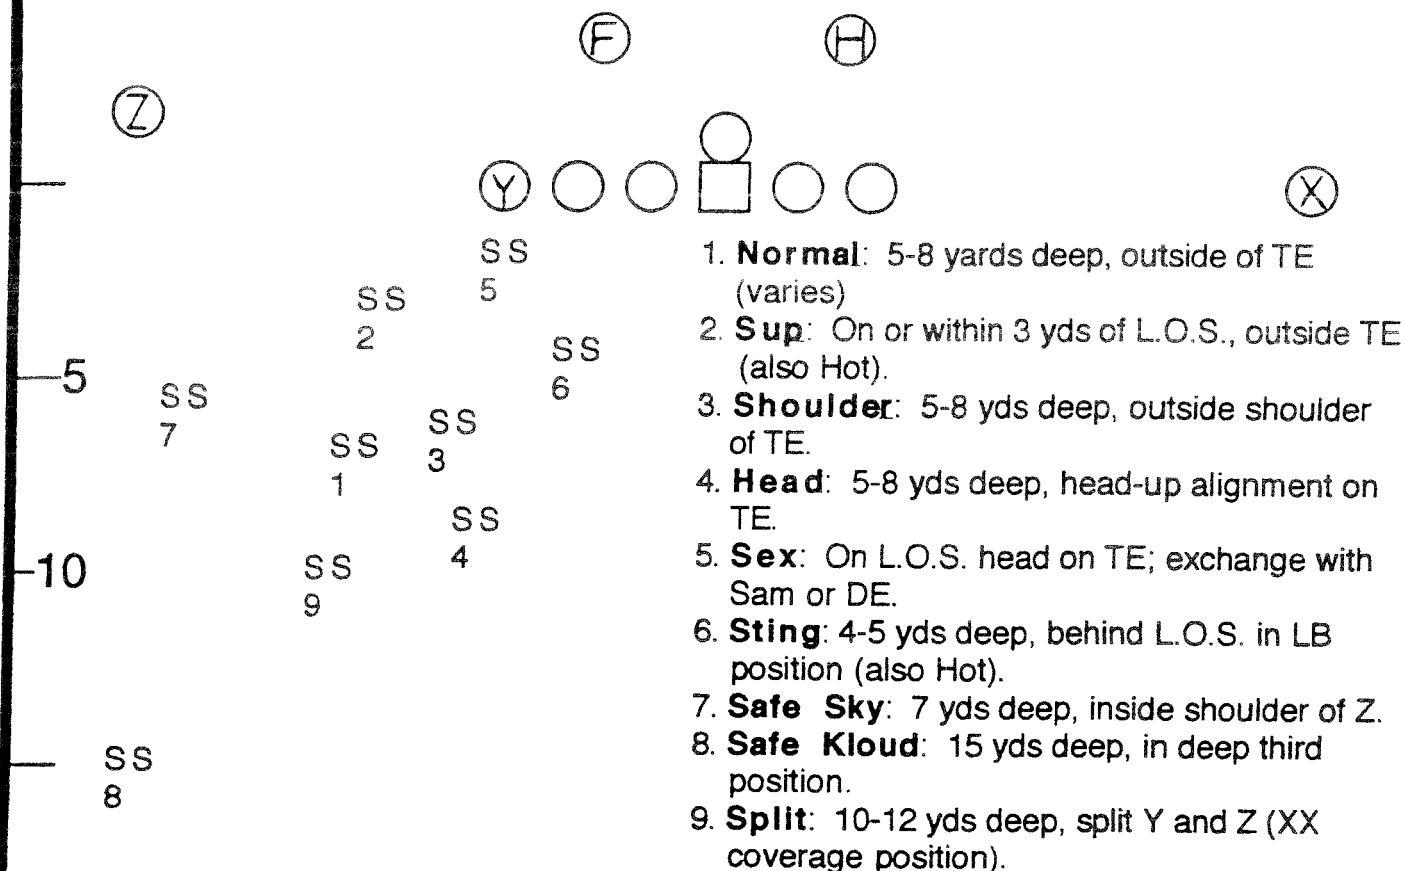 F H
Z
Y X
SS
5
SS
2
SS
6
5
SS
7
SS
3
SS
1
SS
4
10
SS
9
SS
8
1. Normal: 5-8 yards deep, outside of TE
(varies)
2. Sup: On or within 3 yds of L.O.S., outside TE
(also Hot).
3. Shoulder: 5-8 yds deep, outside shoulder
of TE.
4. Head: 5-8 yds deep, head-up alignment on
TE.
5. Sex: On L.O.S. head on TE; exchange with
Sam or DE.
6. Sting: 4-5 yds deep, behind L.O.S. in LB
position (also Hot).
7. Safe Sky: 7 yds deep, inside shoulder of Z.
8. Safe Kloud: 15 yds deep, in deep third
position.
9. Split: 10-12 yds deep, split Y and Z (XX
coverage position).